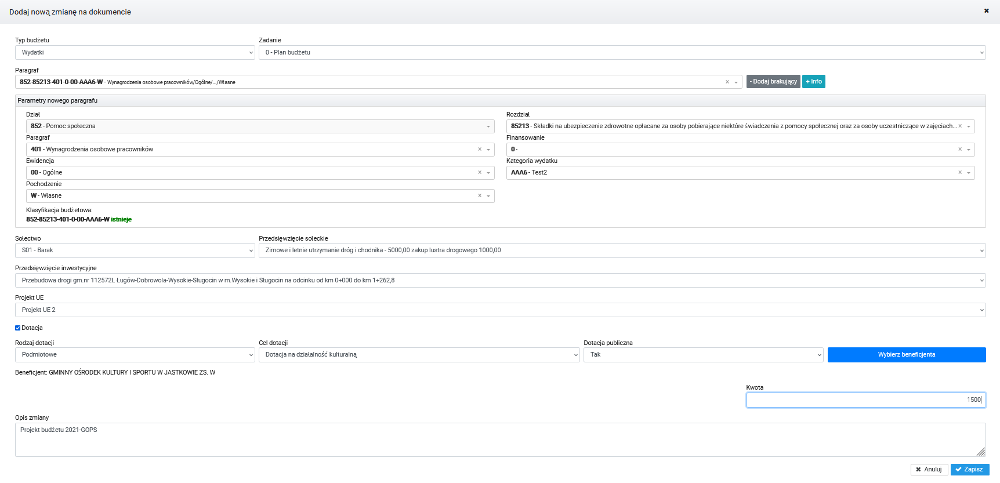 Dodaj nową zmianę na dokumencie
Typ budżetu
Zadanie
Wydatki
0 - Plan budżetu
Paragraf
852-85213-401-0-00-AAA6-W - Wynagrodzenia osobowe pracowników/Ogólne/.../Własne
- Dodaj brakujący
+ Info
Parametry nowego paragrafu
Dział
Rozdział
852 - Pomoc społeczna
85213 - Składki na ubezpieczenie zdrowotne opłacane za osoby pobierające niektóre świadczenia z pomocy społecznej oraz za osoby uczestniczące w zajęciach...
Paragraf
Finansowanie
401 - Wynagrodzenia osobowe pracowników
0 -
Ewidencja
Kategoria wydatku
00 - Ogólne
AAA6 - Test2
Pochodzenie
W - Własne
Klasyfikacja budżetowa:
852-85213-401-0-00-AAA6-W istnieje
Sołectwo
Przedsięwzięcie sołeckie
S01 - Barak
Zimowe i letnie utrzymanie dróg i chodnika - 5000,00 zakup lustra drogowego 1000,00
Przedsięwzięcie inwestycyjne
Przebudowa drogi gm.nr 112572L Ługów-Dobrowola-Wysokie-Sługocin w m.Wysokie i Sługocin na odcinku od km 0+000 do km 1+262,8
Projekt UE
Projekt UE 2
Dotacja
Rodzaj dotacji
Cel dotacji
Dotacja publiczna
Podmiotowe
Dotacja na działalność kulturalną
Tak
Wybierz beneficjenta
Beneficjent: GMINNY OŚRODEK KULTURY I SPORTU W JASTKOWIE ZS. W
Kwota
1500
Opis zmiany
Projekt budżetu 2021-GOPS
Anuluj
Zapisz